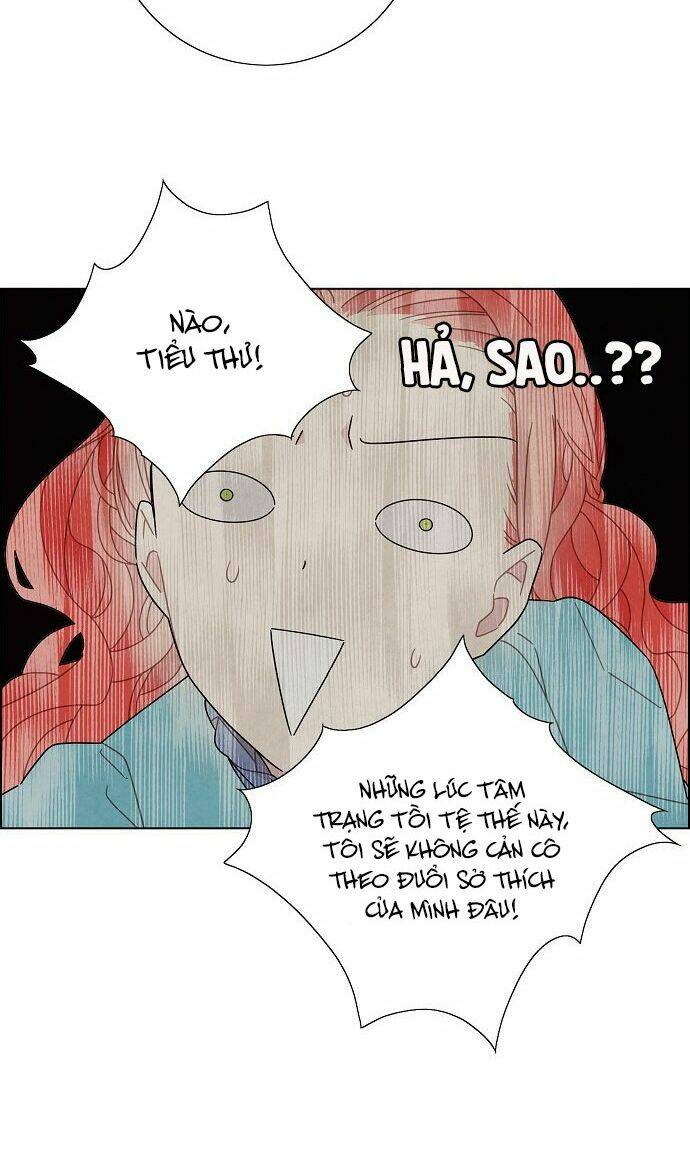 NÀO,
TIỂU THƯ!
HẢ, SAO..??
NHỮNG LÚC TÂM
TRẠNG TỒI TỆ THẾ NÀY,
TÔI SẼ KHÔNG CẢN CÔ
THEO ĐUỔI SỞ THÍCH
CỦA MÌNH ĐÂU!